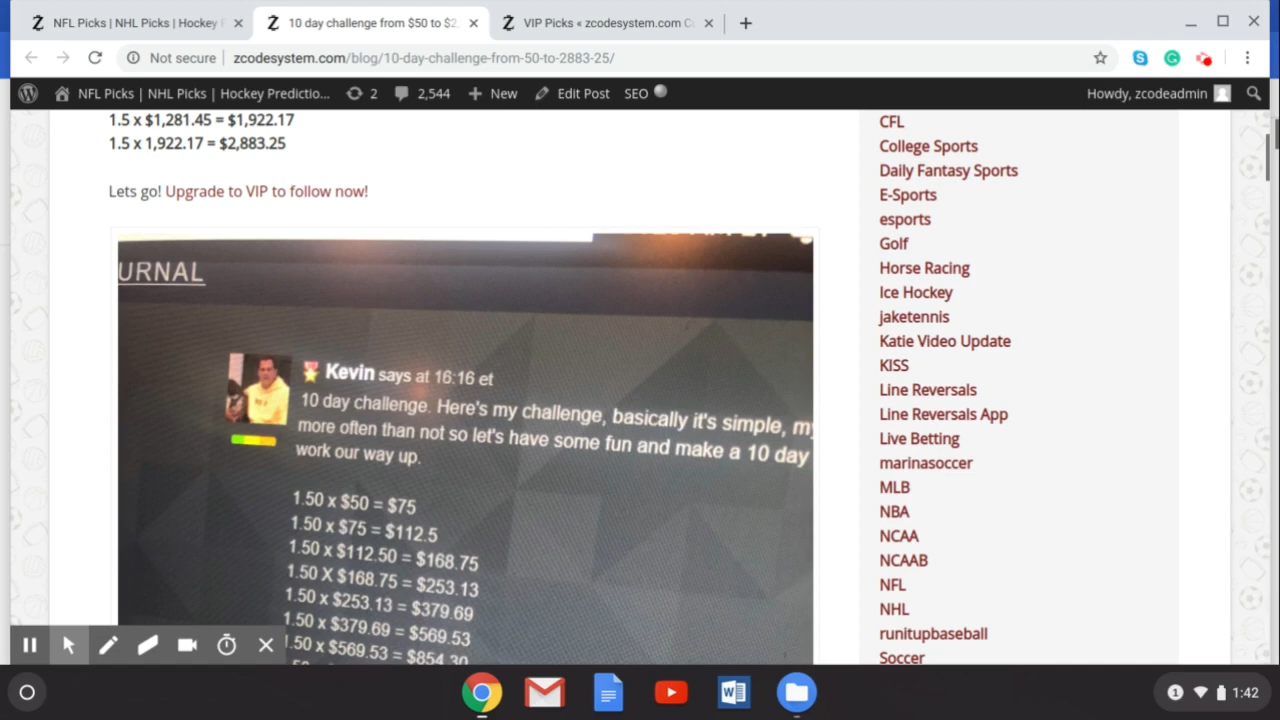 NFL Picks | NHL Picks | Hockey P
10 day challenge from $50 to $2,
VIP Picks « zcodesystem.com Cu
Not secure
zcodesystem.com/blog/10-day-challenge-from-50-to-2883-25/
NFL Picks | NHL Picks | Hockey Predictio...
2
2,544
New
Edit Post
SEO
Howdy, zcodeadmin
1.5 x $1,281.45 = $1,922.17
1.5 x 1,922.17 = $2,883.25
Lets go! Upgrade to VIP to follow now!
URNAL
Kevin says at 16:16 et
10 day challenge. Here's my challenge, basically it's simple, my
more often than not so let's have some fun and make a 10 day
work our way up.
1.50 x $50 = $75
1.50 x $75 = $112.5
1.50 x $112.50 = $168.75
1.50 X $168.75 = $253.13
1.50 x $253.13 = $379.69
1.50 x $379.69 = $569.53
1.50 x $569.53 = $854.30
CFL
College Sports
Daily Fantasy Sports
E-Sports
esports
Golf
Horse Racing
Ice Hockey
jaketennis
Katie Video Update
KISS
Line Reversals
Line Reversals App
Live Betting
marinasoccer
MLB
NBA
NCAA
NCAAB
NFL
NHL
runitupbaseball
Soccer
1
1:42